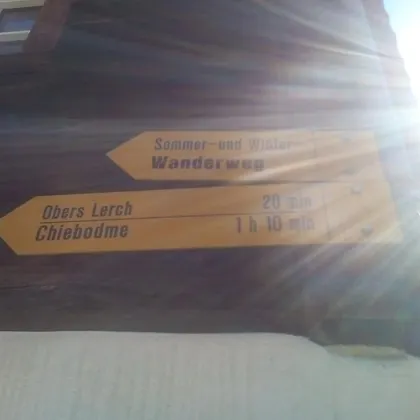 Sommer-und Winter
Wanderweg
Obers Lerch 20 min
Chiebodme 1 h 10 min